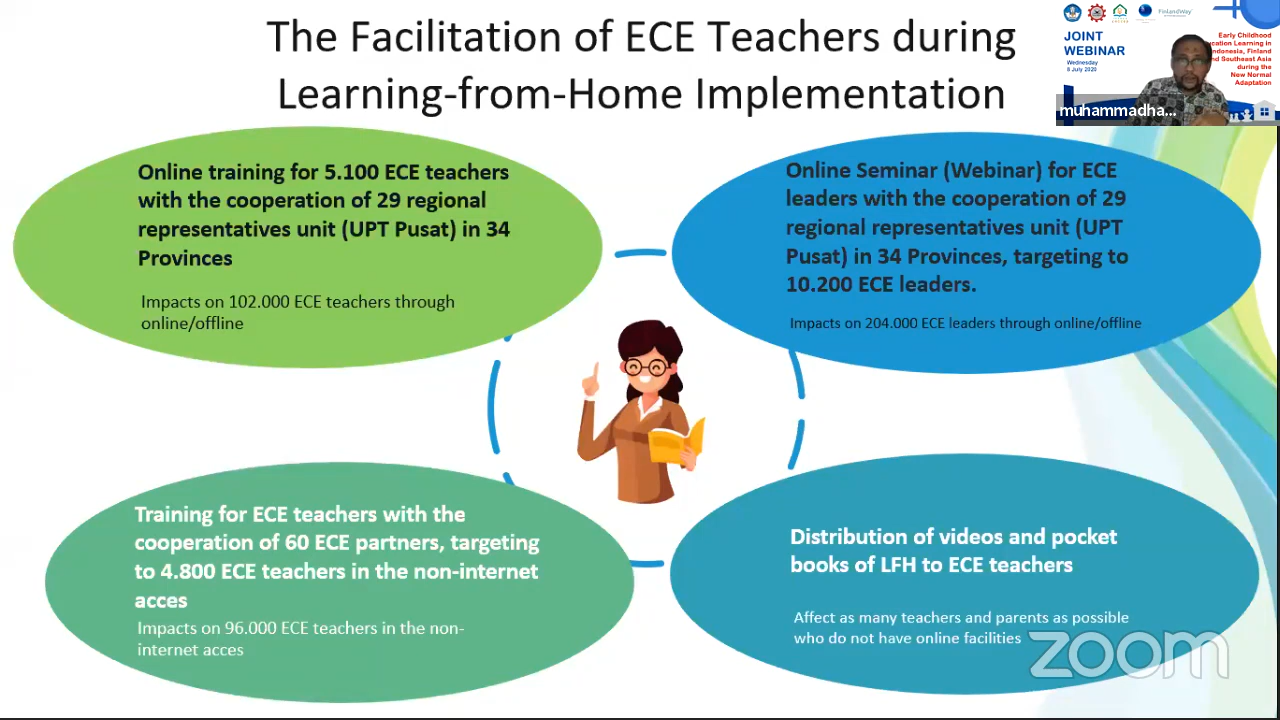 The Facilitation of ECE Teachers during
Learning-from-Home Implementation
FinlandWay
JOINT
WEBINAR
Wednesday
8 July 2020
Early Childhood
Learning in
Indonesia, Finland
Southeast Asia
during the
New Normal
Adaptation
muhammadha...
Online training for 5.100 ECE teachers
with the cooperation of 29 regional
representatives unit (UPT Pusat) in 34
Provinces
Impacts on 102.000 ECE teachers through
online/offline
Online Seminar (Webinar) for ECE
leaders with the cooperation of 29
regional representatives unit (UPT
Pusat) in 34 Provinces, targeting to
10.200 ECE leaders.
Impacts on 204.000 ECE leaders through online/offline
Training for ECE teachers with the
cooperation of 60 ECE partners, targeting
to 4.800 ECE teachers in the non-internet
acces
Impacts on 96.000 ECE teachers in the non-
internet acces
Distribution of videos and pocket
books of LFH to ECE teachers
Affect as many teachers and parents as possible
who do not have online facilities
zoom